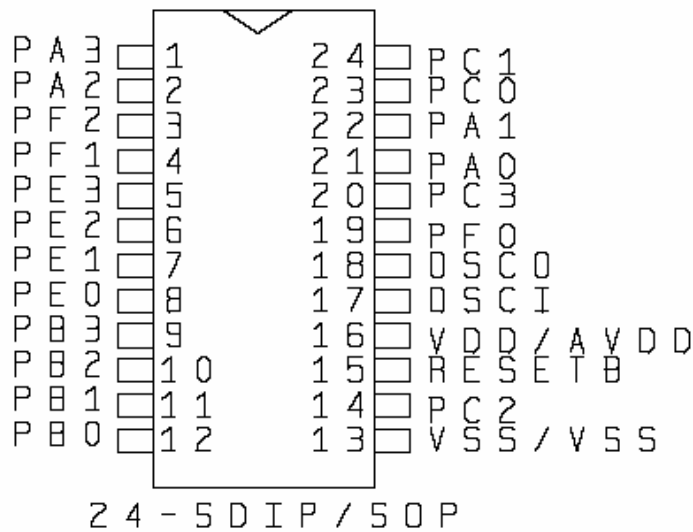 PA3 1 24 PC1
PA2 2 23 PC0
PF2 3 22 PA1
PF1 4 21 PA0
PE3 5 20 PC3
PE2 6 19 PF0
PE1 7 18 OSCO
PE0 8 17 OSCI
PB3 9 16 VDD/AVDD
PB2 10 15 RESETB
PB1 11 14 PC2
PB0 12 13 VSS/VSS
24-SDIP/SOP